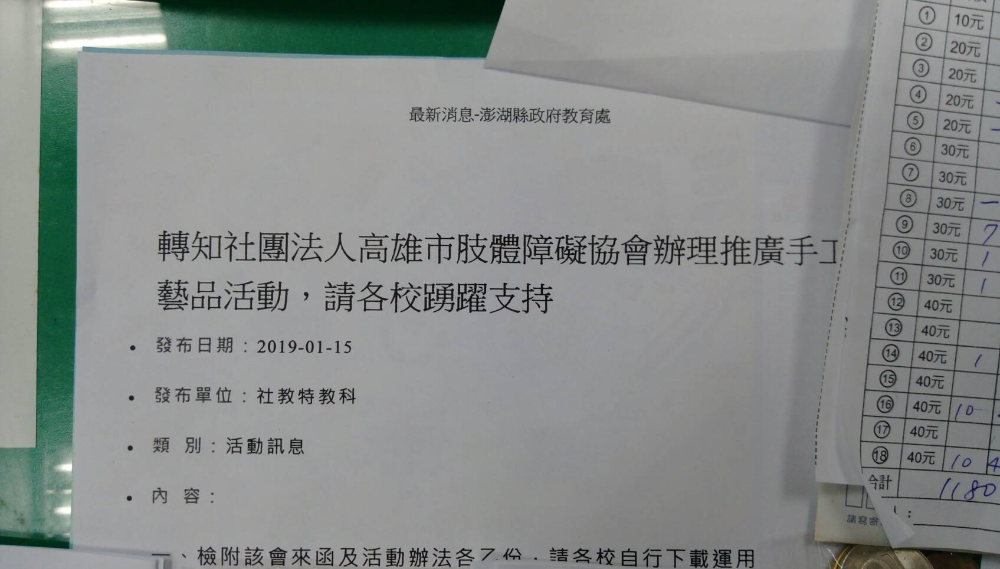 最新消息-澎湖縣政府教育處
轉知社團法人高雄市肢體障礙協會辦理推廣手工
藝品活動，請各校踴躍支持
• 發布日期：2019-01-15
• 發布單位：社教特教科
• 類 別：活動訊息
• 內 容：
一、檢附該會來函及活動辦法各乙份，請各校自行下載運用
① 10元
② 20元
③ 20元
④ 20元
⑤ 20元
⑥ 30元
⑦ 30元
⑧ 30元 一
⑨ 30元 7
⑩ 30元 1
⑪ 30元 1
⑫ 40元
⑬ 40元
⑭ 40元 1
⑮ 40元
⑯ 40元 10
⑰ 40元
⑱ 40元 10 4
合計 1180
請寫寄